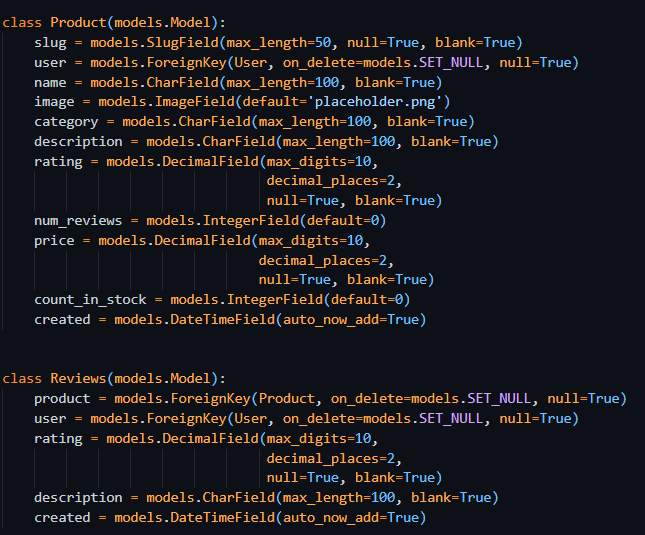 class Product(models.Model):
    slug = models.SlugField(max_length=50, null=True, blank=True)
    user = models.ForeignKey(User, on_delete=models.SET_NULL, null=True)
    name = models.CharField(max_length=100, blank=True)
    image = models.ImageField(default='placeholder.png')
    category = models.CharField(max_length=100, blank=True)
    description = models.CharField(max_length=100, blank=True)
    rating = models.DecimalField(max_digits=10,
                                 decimal_places=2,
                                 null=True, blank=True)
    num_reviews = models.IntegerField(default=0)
    price = models.DecimalField(max_digits=10,
                                decimal_places=2,
                                null=True, blank=True)
    count_in_stock = models.IntegerField(default=0)
    created = models.DateTimeField(auto_now_add=True)


class Reviews(models.Model):
    product = models.ForeignKey(Product, on_delete=models.SET_NULL, null=True)
    user = models.ForeignKey(User, on_delete=models.SET_NULL, null=True)
    rating = models.DecimalField(max_digits=10,
                                 decimal_places=2,
                                 null=True, blank=True)
    description = models.CharField(max_length=100, blank=True)
    created = models.DateTimeField(auto_now_add=True)